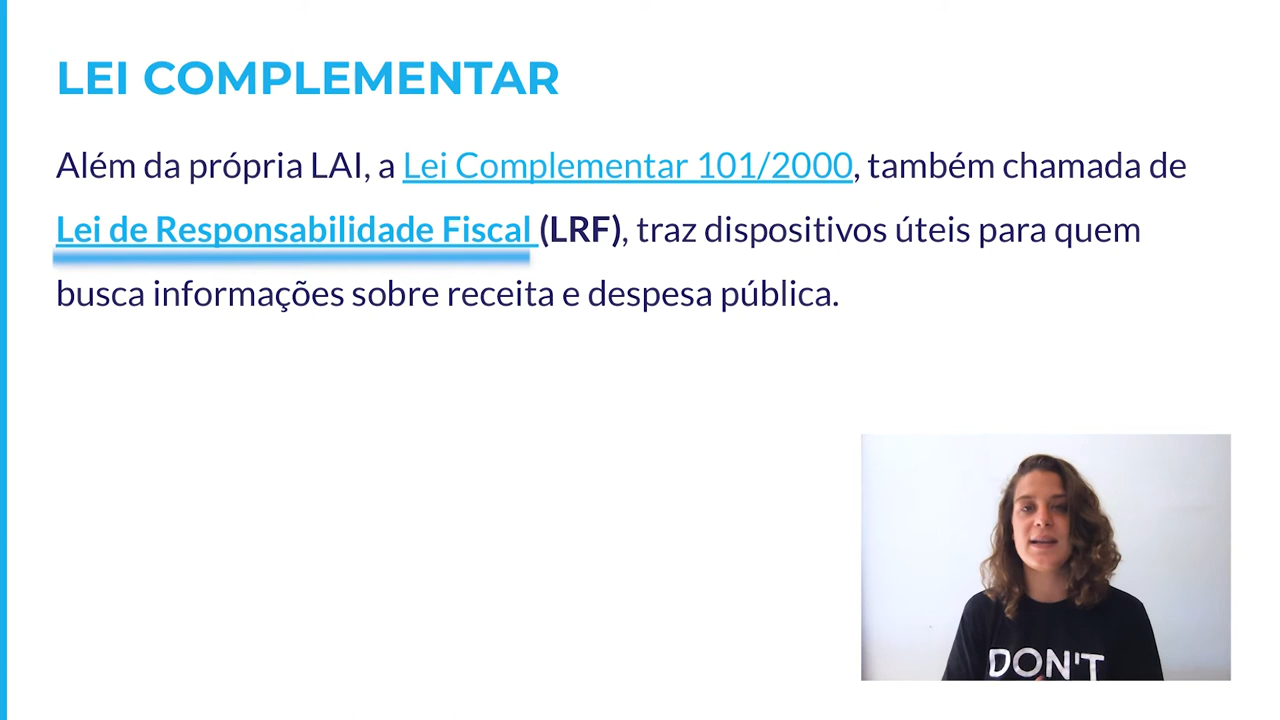 LEI COMPLEMENTAR
Além da própria LAI, a Lei Complementar 101/2000, também chamada de
Lei de Responsabilidade Fiscal (LRF), traz dispositivos úteis para quem
busca informações sobre receita e despesa pública.
DON'T